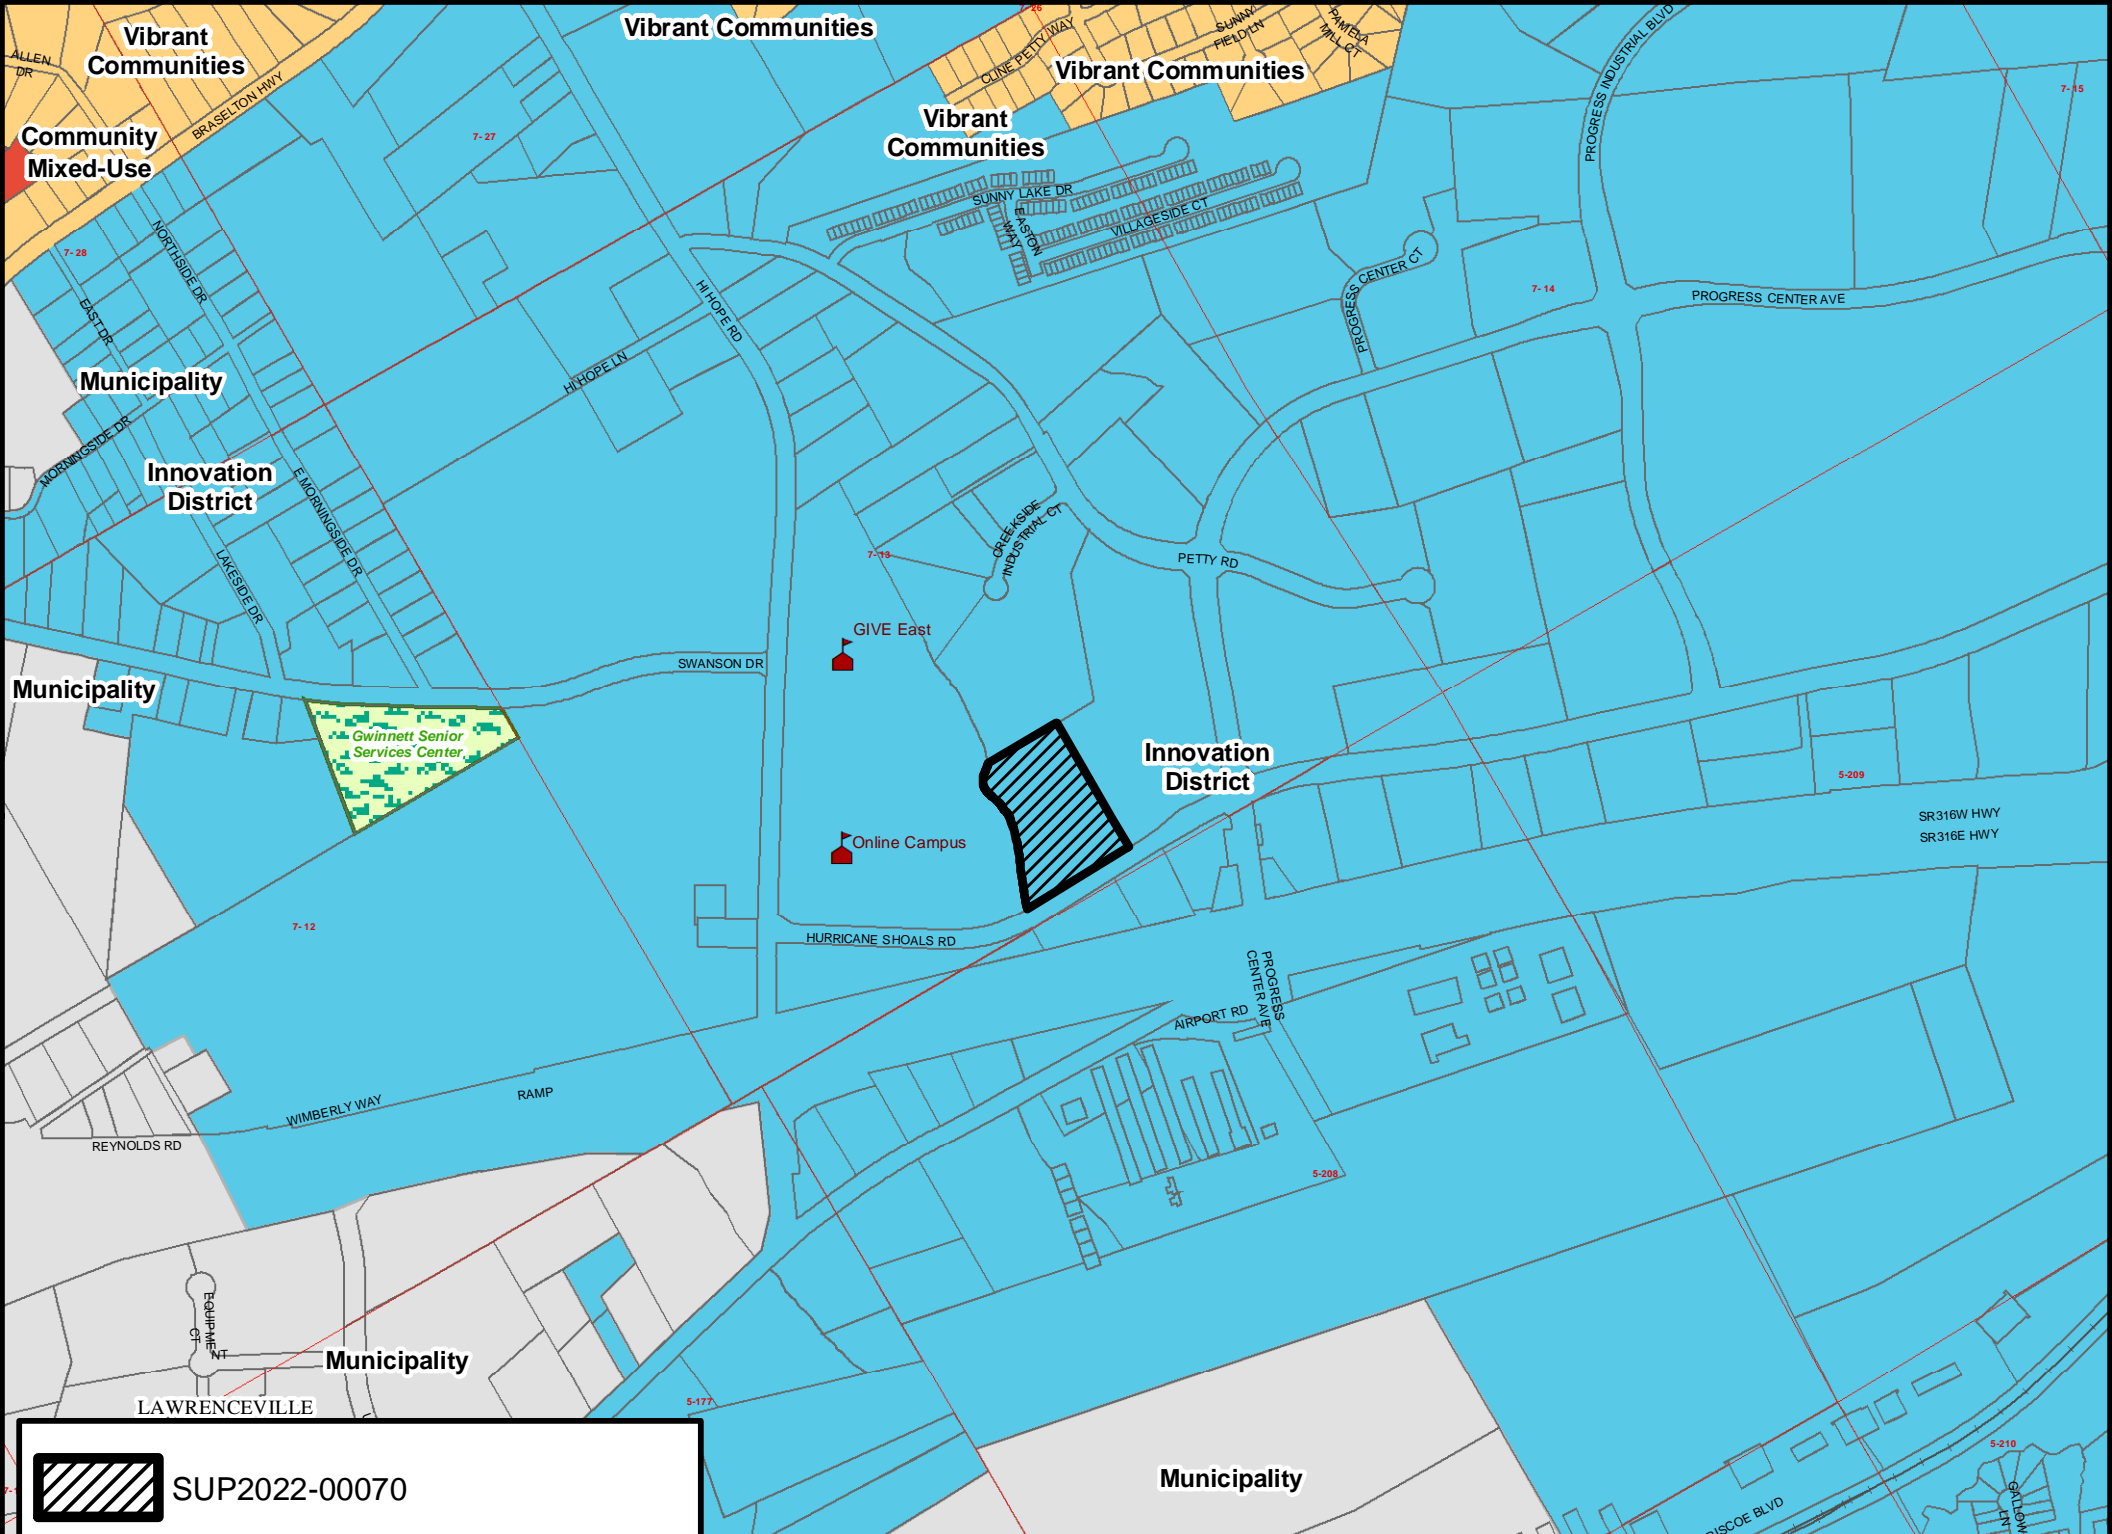 Vibrant
Communities
Vibrant Communities
7-26
CLINE PETTY WAY
SUNNY
FIELD LN
PAMELA
MILL CT
Vibrant Communities
PROGRESS INDUSTRIAL BLVD
7-15
ALLEN
DR
BRASELTON HWY
Community
Mixed-Use
7-27
Vibrant
Communities
SUNNY LAKE DR
EASTON
WAY
VILLAGESIDE CT
7-28
NORTHSIDE DR
EAST DR
HI HOPE RD
PROGRESS CENTER CT
7-14
PROGRESS CENTER AVE
HI HOPE LN
Municipality
MORNINGSIDE DR
Innovation
District
E MORNINGSIDE DR
LAKESIDE DR
CREEKSIDE
INDUSTRIAL CT
7-13
PETTY RD
GIVE East
SWANSON DR
Municipality
Gwinnett Senior
Services Center
Innovation
District
5-209
SR316W HWY
SR316E HWY
Online Campus
7-12
HURRICANE SHOALS RD
PROGRESS
CENTER AVE
AIRPORT RD
WIMBERLY WAY
RAMP
REYNOLDS RD
5-208
EQUIPME
NT
CT
Municipality
LAWRENCEVILLE
5-177
5-210
Municipality
GALLOW
LN
SUP2022-00070